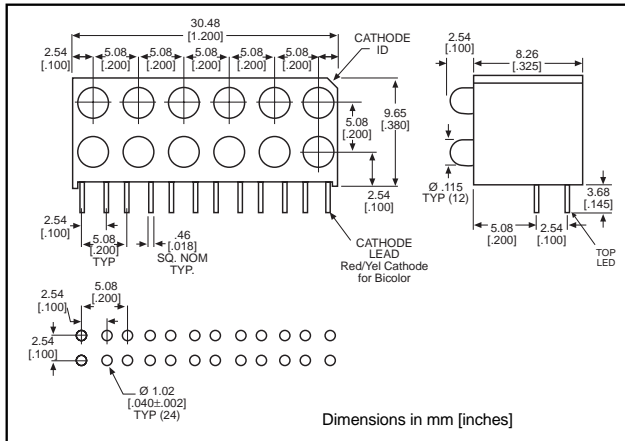 30.48
[1.200]
2.54
[.100]
5.08
[.200]
5.08
[.200]
5.08
[.200]
5.08
[.200]
5.08
[.200]
CATHODE
ID
5.08
[.200]
9.65
[.380]
2.54
[.100]
2.54
[.100]
5.08
[.200]
TYP
.46
[.018]
SQ. NOM
TYP.
CATHODE
LEAD
Red/Yel Cathode
for Bicolor
2.54
[.100]
8.26
[.325]
Ø .115
TYP (12)
5.08
[.200]
2.54
[.100]
3.68
[.145]
TOP
LED
2.54
[.100]
5.08
[.200]
2.54
[.100]
Ø 1.02
[.040±.002]
TYP (24)
Dimensions in mm [inches]